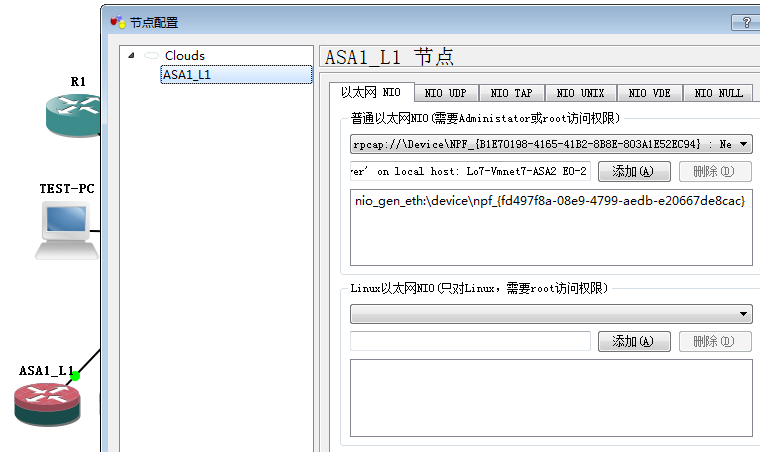 节点配置
?
R1
TEST-PC
ASA1_L1
Clouds
ASA1_L1
ASA1_L1 节点
以太网 NIO
NIO UDP
NIO TAP
NIO UNIX
NIO VDE
NIO NULL
普通以太网NIO(需要Administator或root访问权限)
rpcap://\Device\NPF_{B1E70198-4165-41B2-8B8E-803A1E52EC94} : Ne
ver' on local host: Lo7-Vmnet7-ASA2 E0-2
添加(A)
删除(D)
nio_gen_eth:\device\npf_{fd497f8a-08e9-4799-aedb-e20667de8cac}
Linux以太网NIO(只对Linux, 需要root访问权限)
添加(A)
删除(D)